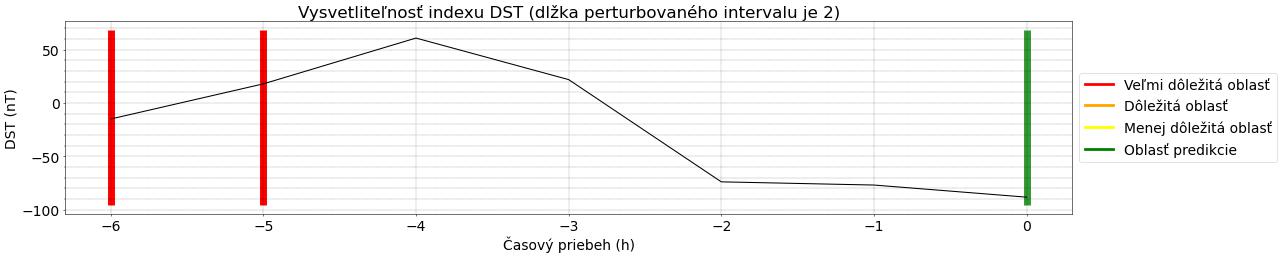 Vysvetliteľnosť indexu DST (dlžka perturbovaného intervalu je 2)
DST (nT)
50
0
−50
−100
−6 −5 −4 −3 −2 −1 0
Časový priebeh (h)
Veľmi dôležitá oblasť
Dôležitá oblasť
Menej dôležitá oblasť
Oblasť predikcie